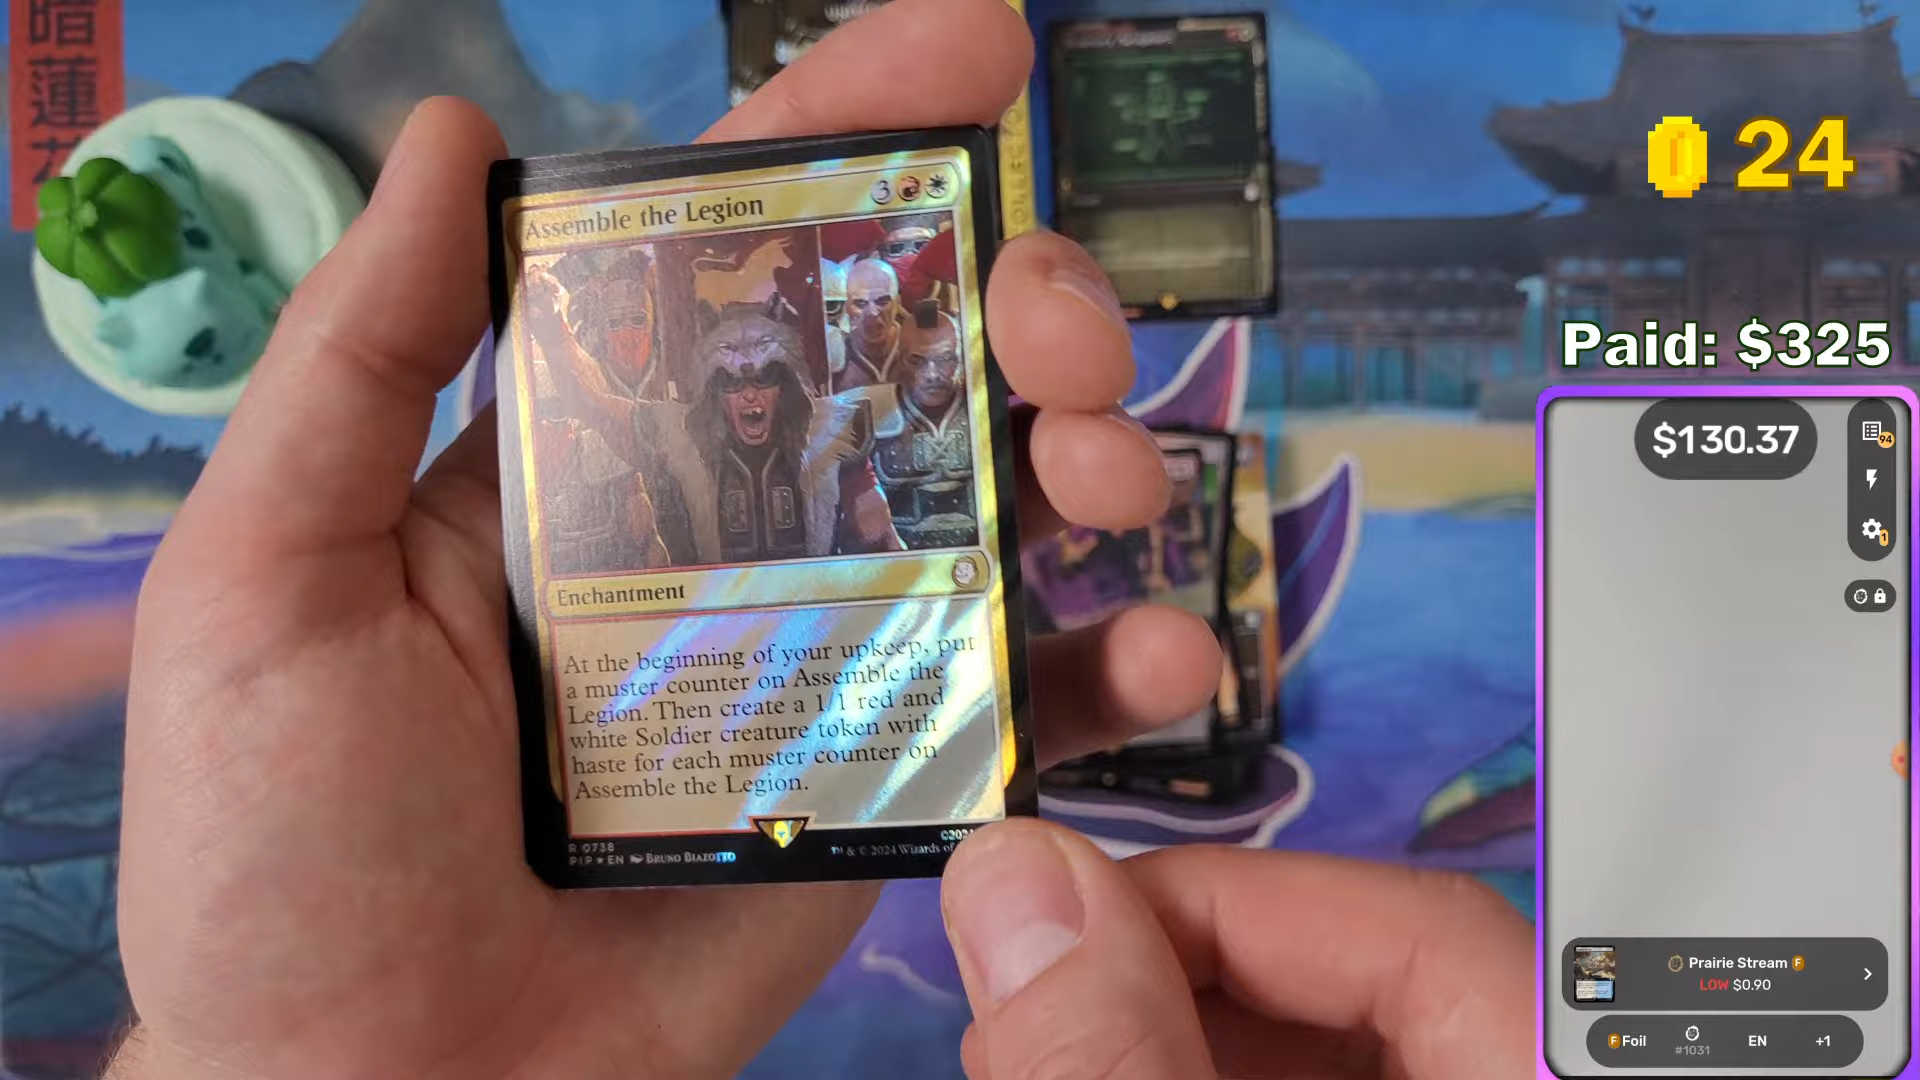 暗
蓮
24
Paid: $325
Assemble the Legion
3
Enchantment
At the beginning of your upkeep, put
a muster counter on Assemble the
Legion. Then create a 1/1 red and
white Soldier creature token with
haste for each muster counter on
Assemble the Legion.
R 0738
PIP ★ EN Bruno Biazotto
™ & © 2024 Wizards of
$130.37
94
1
Prairie Stream F
LOW $0.90
F Foil
#1031
EN
+1